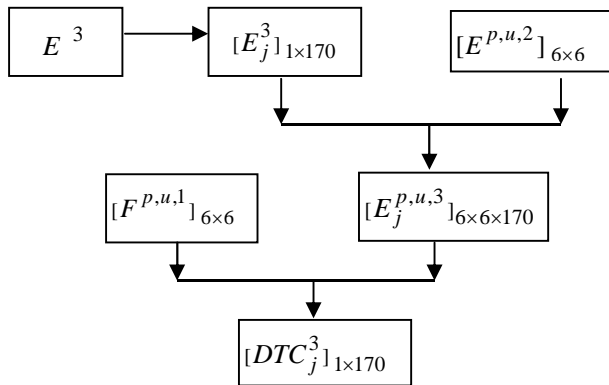 E ³ [E_j^3]_{1×170} [E^{p,u,2}]_{6×6}
[F^{p,u,1}]_{6×6} [E_j^{p,u,3}]_{6×6×170}
[DTC_j^3]_{1×170}